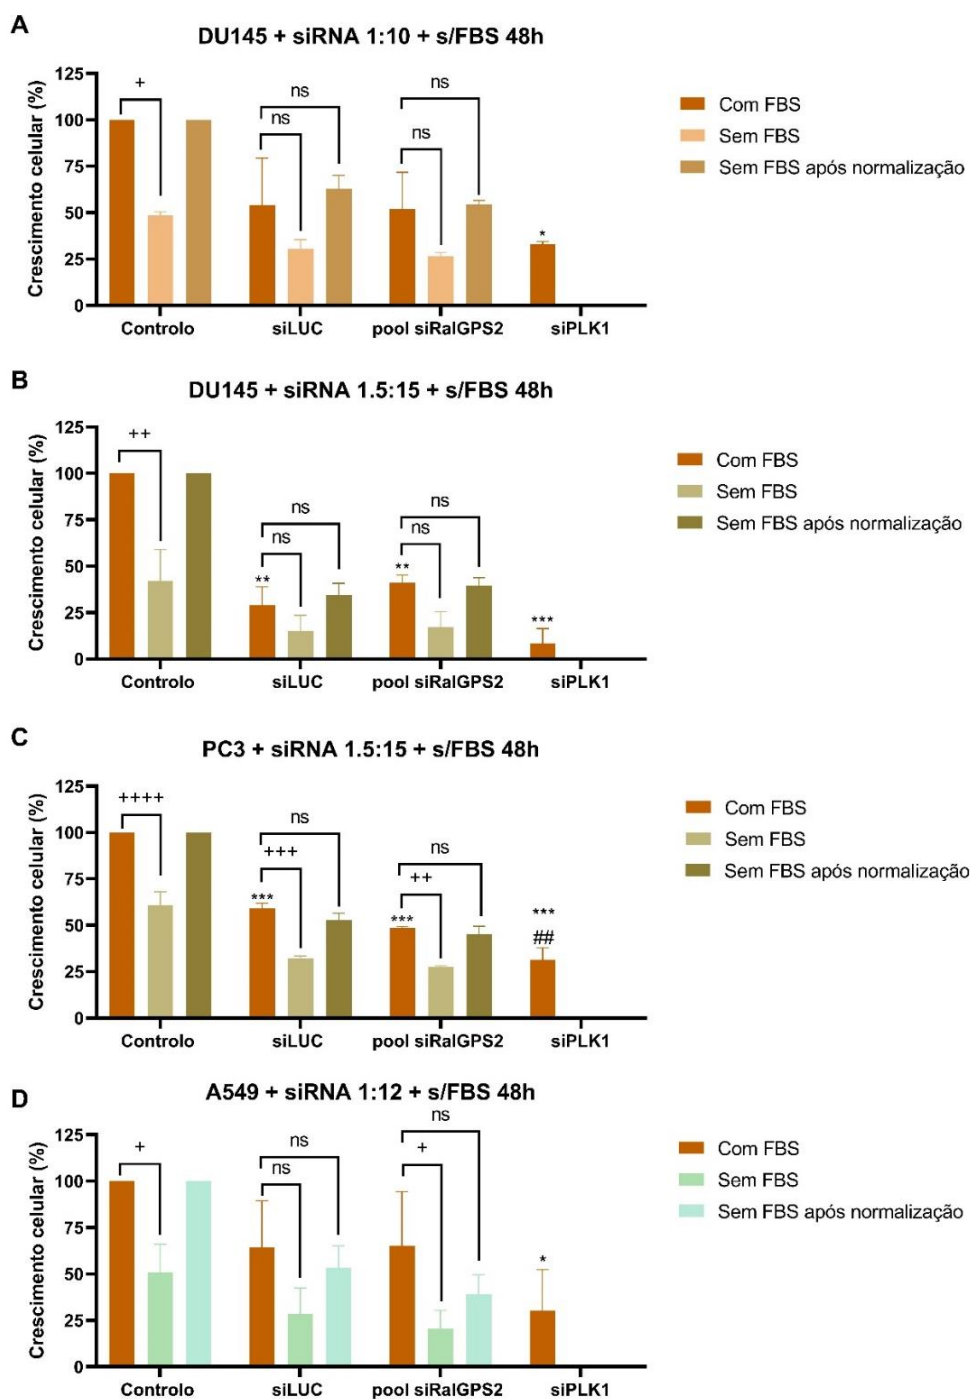 A
DU145 + siRNA 1:10 + s/FBS 48h
Crescimento celular (%)
125
100
75
50
25
0
+
ns
ns
ns
ns
*
Controlo
siLUC
pool siRalGPS2
siPLK1
Com FBS
Sem FBS
Sem FBS após normalização
B
DU145 + siRNA 1.5:15 + s/FBS 48h
Crescimento celular (%)
125
100
75
50
25
0
++
ns
ns
**
ns
ns
**
***
Controlo
siLUC
pool siRalGPS2
siPLK1
Com FBS
Sem FBS
Sem FBS após normalização
C
PC3 + siRNA 1.5:15 + s/FBS 48h
Crescimento celular (%)
125
100
75
50
25
0
++++
ns
+++
***
ns
++
***
***
##
Controlo
siLUC
pool siRalGPS2
siPLK1
Com FBS
Sem FBS
Sem FBS após normalização
D
A549 + siRNA 1:12 + s/FBS 48h
Crescimento celular (%)
125
100
75
50
25
0
+
ns
ns
ns
+
*
Controlo
siLUC
pool siRalGPS2
siPLK1
Com FBS
Sem FBS
Sem FBS após normalização